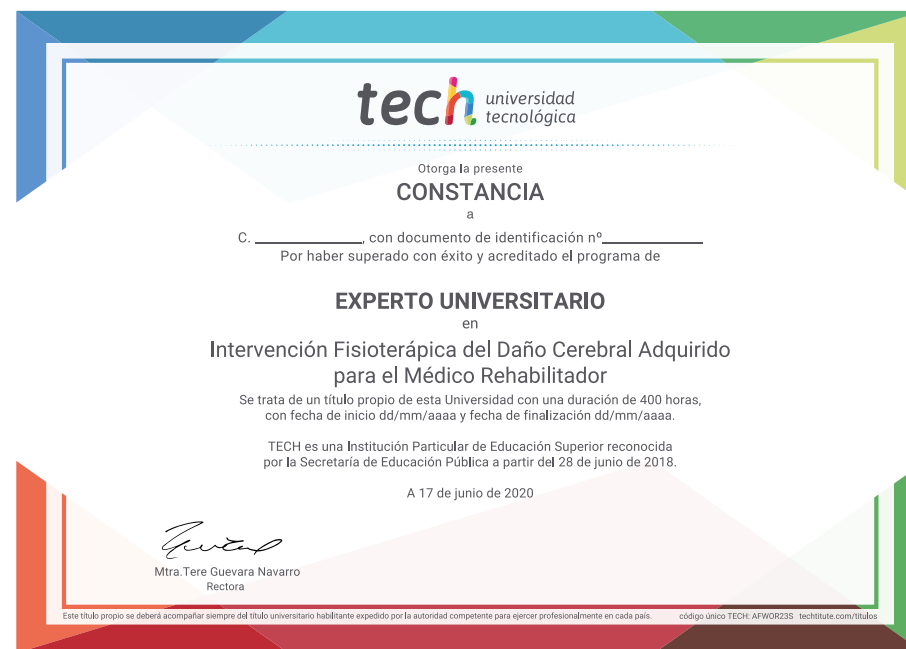 tech universidad
tecnológica
Otorga la presente
CONSTANCIA
a
C. ____________, con documento de identificación nº____________
Por haber superado con éxito y acreditado el programa de
EXPERTO UNIVERSITARIO
en
Intervención Fisioterápica del Daño Cerebral Adquirido
para el Médico Rehabilitador
Se trata de un título propio de esta Universidad con una duración de 400 horas,
con fecha de inicio dd/mm/aaaa y fecha de finalización dd/mm/aaaa.
TECH es una Institución Particular de Educación Superior reconocida
por la Secretaría de Educación Pública a partir del 28 de junio de 2018.
A 17 de junio de 2020
Mtra.Tere Guevara Navarro
Rectora
Este título propio se deberá acompañar siempre del título universitario habilitante expedido por la autoridad competente para ejercer profesionalmente en cada país. código único TECH: AFWOR23S techtitute.com/titulos